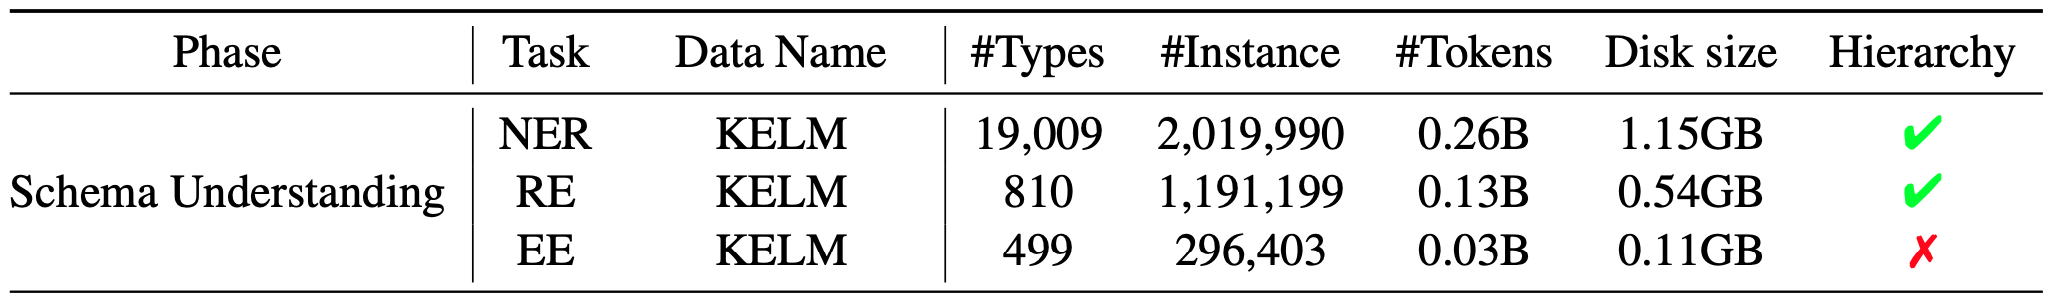 Phase Task Data Name #Types #Instance #Tokens Disk size Hierarchy
NER KELM 19,009 2,019,990 0.26B 1.15GB ✔
Schema Understanding RE KELM 810 1,191,199 0.13B 0.54GB ✔
EE KELM 499 296,403 0.03B 0.11GB ✗